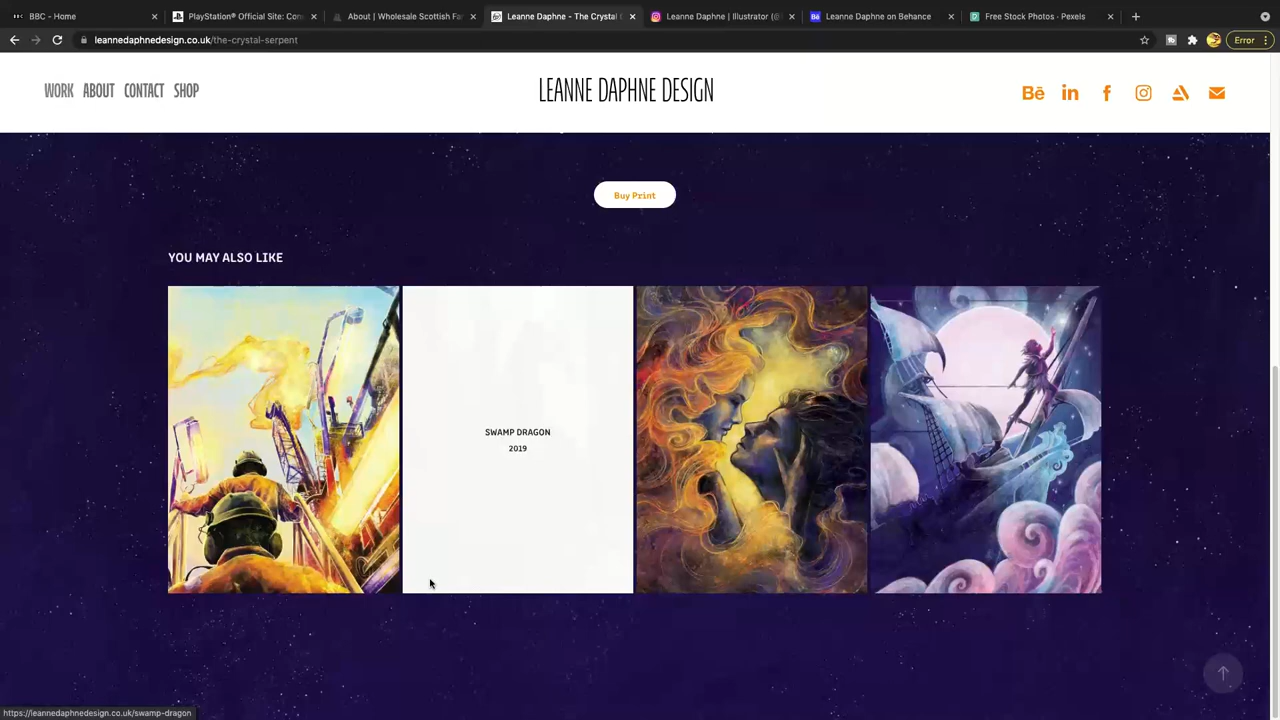 BBC - Home
PlayStation® Official Site: Con
About | Wholesale Scottish Fa
Leanne Daphne - The Crystal
Leanne Daphne | Illustrator (@
Leanne Daphne on Behance
Free Stock Photos · Pexels
leannedaphnedesign.co.uk/the-crystal-serpent
Error
WORK ABOUT CONTACT SHOP
LEANNE DAPHNE DESIGN
Bē in f
Buy Print
YOU MAY ALSO LIKE
SWAMP DRAGON
2019
https://leannedaphnedesign.co.uk/swamp-dragon